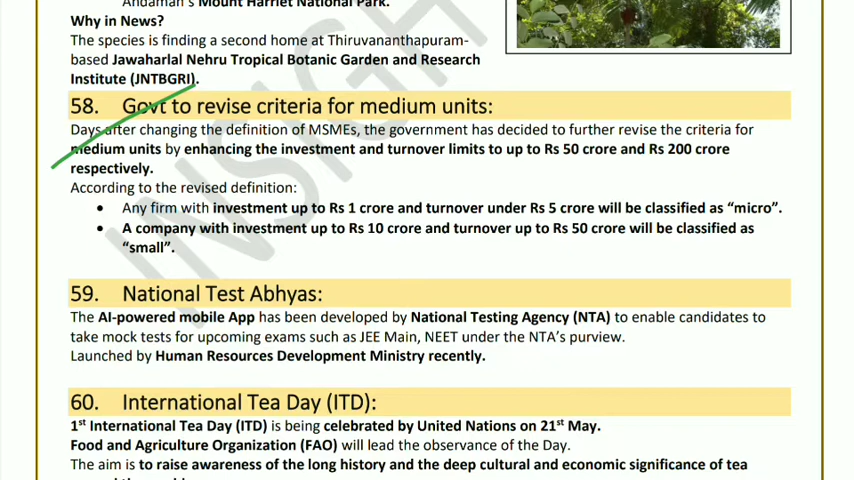 Andaman's Mount Harriet National Park.
Why in News?
The species is finding a second home at Thiruvananthapuram-
based Jawaharlal Nehru Tropical Botanic Garden and Research
Institute (JNTBGRI).
58. Govt to revise criteria for medium units:
Days after changing the definition of MSMEs, the government has decided to further revise the criteria for
medium units by enhancing the investment and turnover limits to up to Rs 50 crore and Rs 200 crore
respectively.
According to the revised definition:
• Any firm with investment up to Rs 1 crore and turnover under Rs 5 crore will be classified as “micro”.
• A company with investment up to Rs 10 crore and turnover up to Rs 50 crore will be classified as
“small”.
59. National Test Abhyas:
The AI-powered mobile App has been developed by National Testing Agency (NTA) to enable candidates to
take mock tests for upcoming exams such as JEE Main, NEET under the NTA’s purview.
Launched by Human Resources Development Ministry recently.
60. International Tea Day (ITD):
1st International Tea Day (ITD) is being celebrated by United Nations on 21st May.
Food and Agriculture Organization (FAO) will lead the observance of the Day.
The aim is to raise awareness of the long history and the deep cultural and economic significance of tea
INSIGH